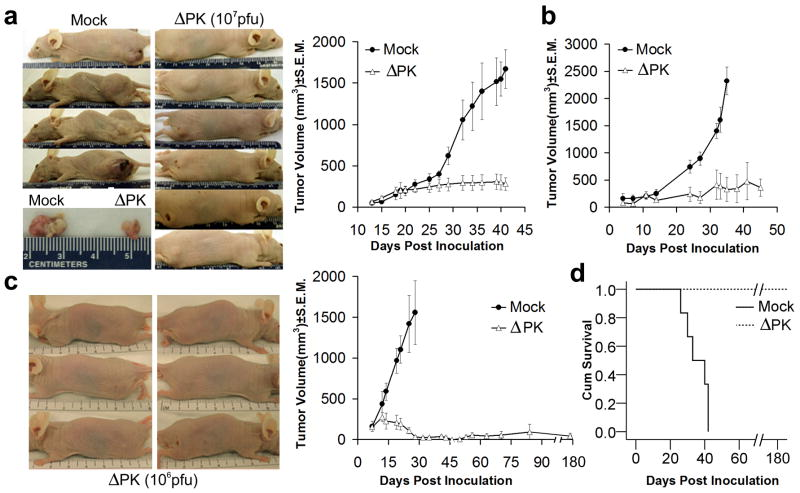 a
Mock
ΔPK (10⁷pfu)
Mock
ΔPK
2 3 4 5
CENTIMETERS
Tumor Volume (mm³)±S.E.M.
2000
1500
1000
500
0
10 15 20 25 30 35 40 45
Days Post Inoculation
Mock
ΔPK
b
Tumor Volume (mm³)±S.E.M.
3000
2500
2000
1500
1000
500
0
0 10 20 30 40 50
Days Post Inoculation
Mock
ΔPK
c
ΔPK (10⁶pfu)
Tumor Volume(mm³)±S.E.M.
2000
1500
1000
500
0
0 15 30 45 60 75 90 180
Days Post Inoculation
Mock
ΔPK
d
Cum Survival
1.0
0.8
0.6
0.4
0.2
0.0
0 20 40 60 180
Days Post Inoculation
Mock
ΔPK